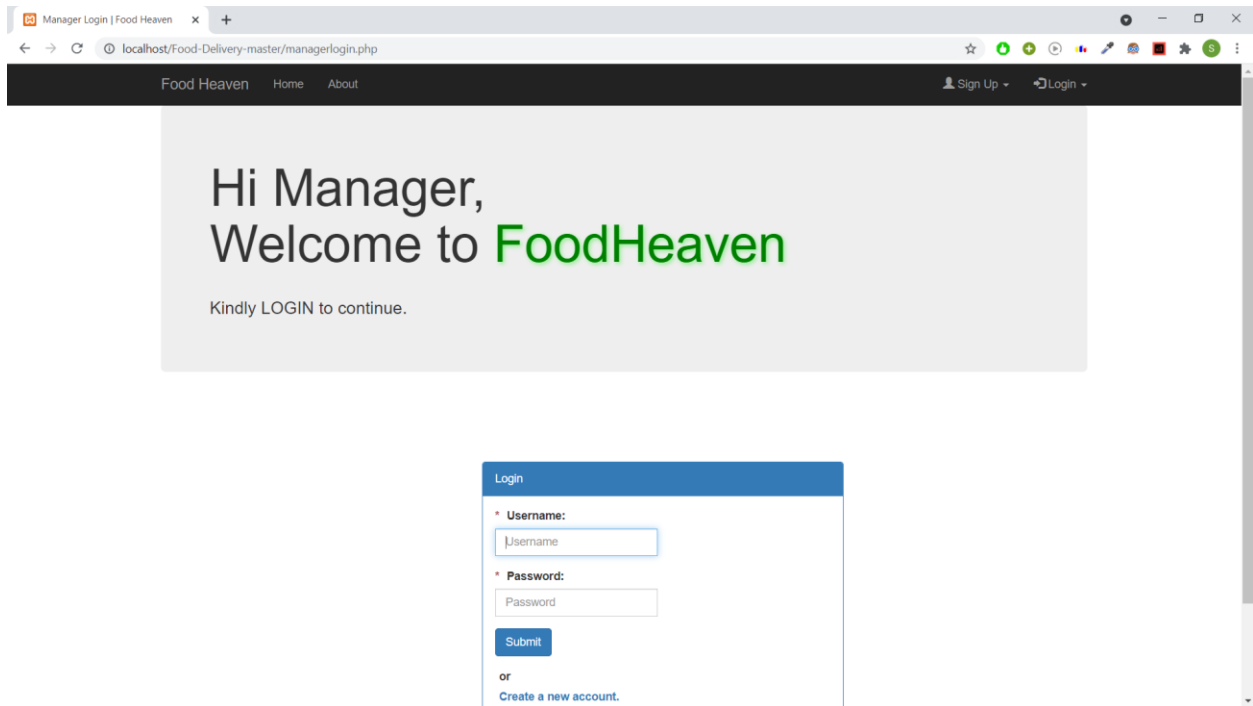 Manager Login | Food Heaven
localhost/Food-Delivery-master/managerlogin.php
S
Food Heaven Home About Sign Up Login
Hi Manager,
Welcome to FoodHeaven
Kindly LOGIN to continue.
Login
* Username:
Username
* Password:
Password
Submit
or
Create a new account.